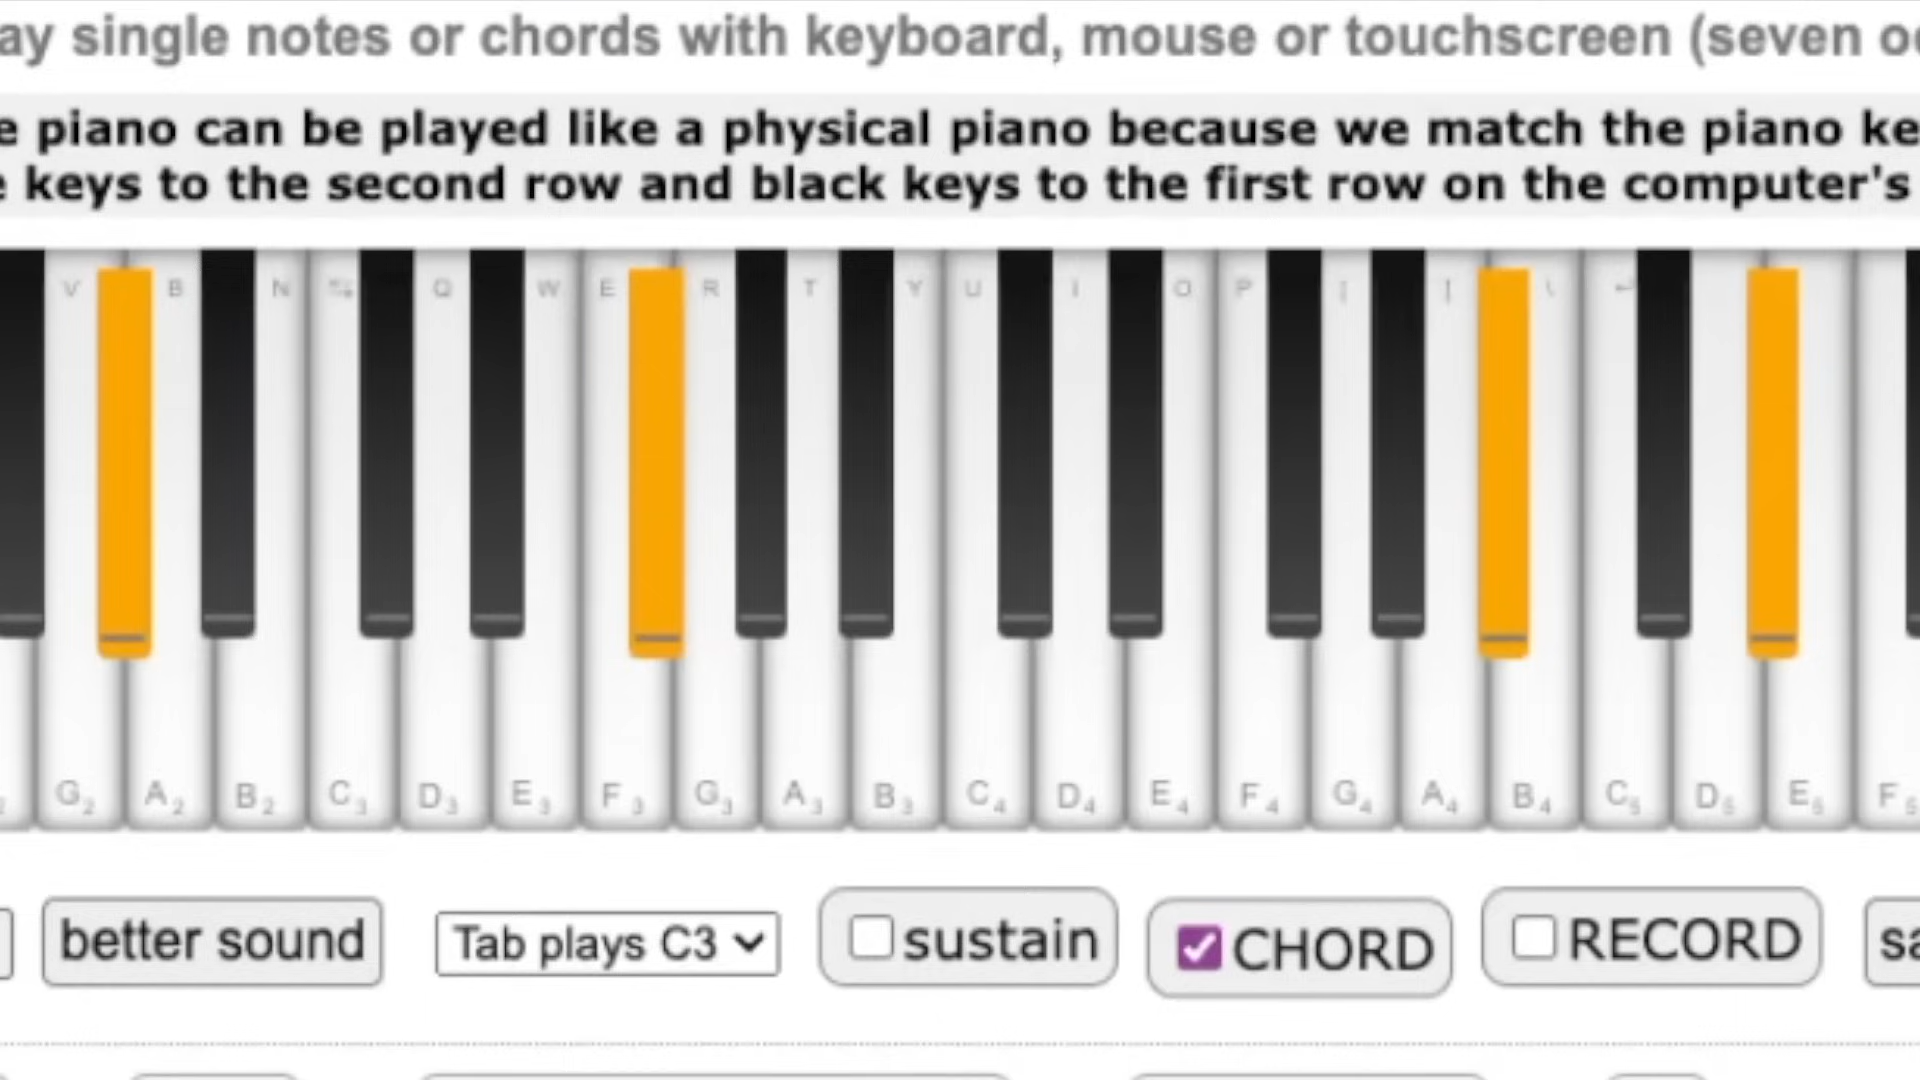 ay single notes or chords with keyboard, mouse or touchscreen (seven oc
e piano can be played like a physical piano because we match the piano ke
e keys to the second row and black keys to the first row on the computer's
V B N Q W E R T Y U I O P [ ] \ ↵
G2 A2 B2 C3 D3 E3 F3 G3 A3 B3 C4 D4 E4 F4 G4 A4 B4 C5 D5 E5 F5
better sound Tab plays C3 sustain CHORD RECORD sa